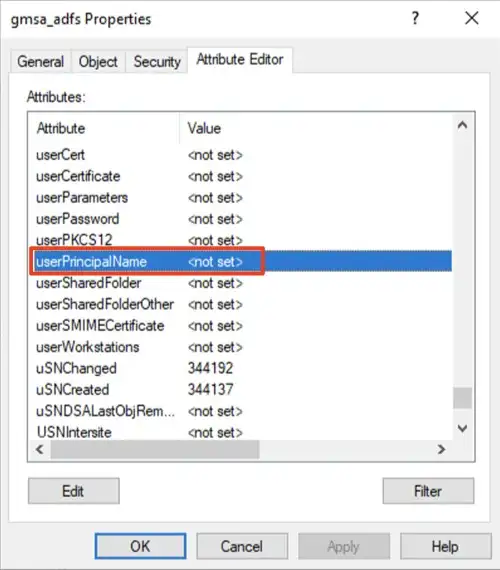 gmsa_adfs Properties ? ×
General Object Security Attribute Editor
Attributes:
Attribute Value
userCert <not set>
userCertificate <not set>
userParameters <not set>
userPassword <not set>
userPKCS12 <not set>
userPrincipalName <not set>
userSharedFolder <not set>
userSharedFolderOther <not set>
userSMIMECertificate <not set>
userWorkstations <not set>
uSNChanged 344192
uSNCreated 344137
uSNDSALastObjRem... <not set>
USNIntersite <not set>
Edit Filter
OK Cancel Apply Help